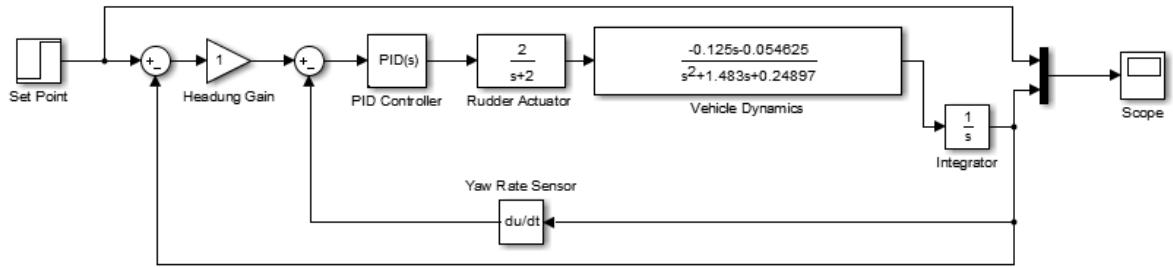 Set Point
+
-
1
Headung Gain
+
-
PID(s)
PID Controller
2
s+2
Rudder Actuator
-0.125s-0.054625
s2+1.483s+0.24897
Vehicle Dynamics
1
s
Integrator
Scope
Yaw Rate Sensor
du/dt